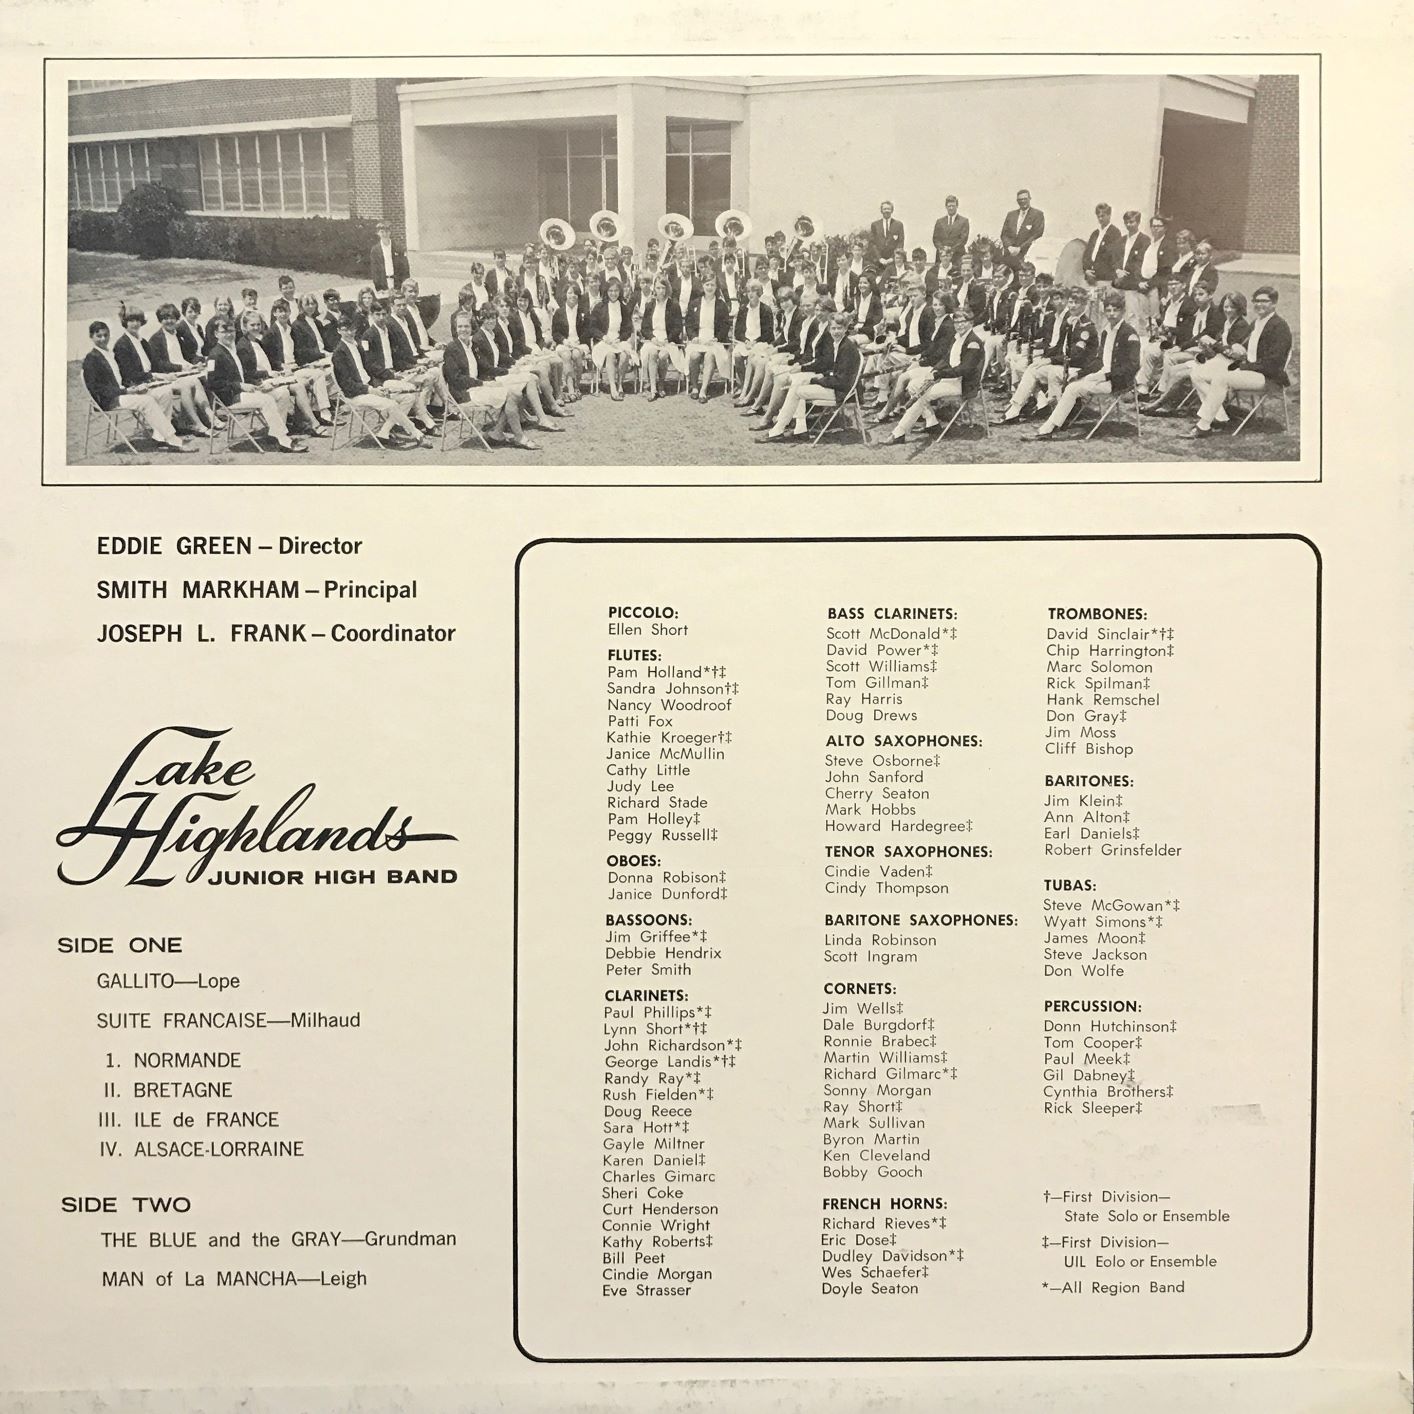 EDDIE GREEN – Director
SMITH MARKHAM – Principal
JOSEPH L. FRANK – Coordinator
Lake
Highlands
JUNIOR HIGH BAND
SIDE ONE
GALLITO—Lope
SUITE FRANCAISE—Milhaud
I. NORMANDE
II. BRETAGNE
III. ILE de FRANCE
IV. ALSACE-LORRAINE
SIDE TWO
THE BLUE and the GRAY—Grundman
MAN of La MANCHA—Leigh
PICCOLO:
Ellen Short
FLUTES:
Pam Holland*†‡
Sandra Johnson†‡
Nancy Woodroof
Patti Fox
Kathie Kroeger†‡
Janice McMullin
Cathy Little
Judy Lee
Richard Stade
Pam Holley‡
Peggy Russell‡
OBOES:
Donna Robison‡
Janice Dunford‡
BASSOONS:
Jim Griffee*‡
Debbie Hendrix
Peter Smith
CLARINETS:
Paul Phillips*‡
Lynn Short*†‡
John Richardson*‡
George Landis*†‡
Randy Ray*‡
Rush Fielden*‡
Doug Reece
Sara Hott*‡
Gayle Miltner
Karen Daniel‡
Charles Gimarc
Sheri Coke
Curt Henderson
Connie Wright
Kathy Roberts‡
Bill Peet
Cindie Morgan
Eve Strasser
BASS CLARINETS:
Scott McDonald*‡
David Power*‡
Scott Williams‡
Tom Gillman‡
Ray Harris
Doug Drews
ALTO SAXOPHONES:
Steve Osborne‡
John Sanford
Cherry Seaton
Mark Hobbs
Howard Hardegree‡
TENOR SAXOPHONES:
Cindie Vaden‡
Cindy Thompson
BARITONE SAXOPHONES:
Linda Robinson
Scott Ingram
CORNETS:
Jim Wells‡
Dale Burgdorf‡
Ronnie Brabec‡
Martin Williams‡
Richard Gilmarc*‡
Sonny Morgan
Ray Short‡
Mark Sullivan
Byron Martin
Ken Cleveland
Bobby Gooch
FRENCH HORNS:
Richard Rieves*‡
Eric Dose‡
Dudley Davidson*‡
Wes Schaefer‡
Doyle Seaton
TROMBONES:
David Sinclair*†‡
Chip Harrington‡
Marc Solomon
Rick Spilman‡
Hank Remschel
Don Gray‡
Jim Moss
Cliff Bishop
BARITONES:
Jim Klein‡
Ann Alton‡
Earl Daniels‡
Robert Grinsfelder
TUBAS:
Steve McGowan*‡
Wyatt Simons*‡
James Moon‡
Steve Jackson
Don Wolfe
PERCUSSION:
Donn Hutchinson‡
Tom Cooper‡
Paul Meek‡
Gil Dabney‡
Cynthia Brothers‡
Rick Sleeper‡
†—First Division—
State Solo or Ensemble
‡—First Division—
UIL Eolo or Ensemble
*—All Region Band